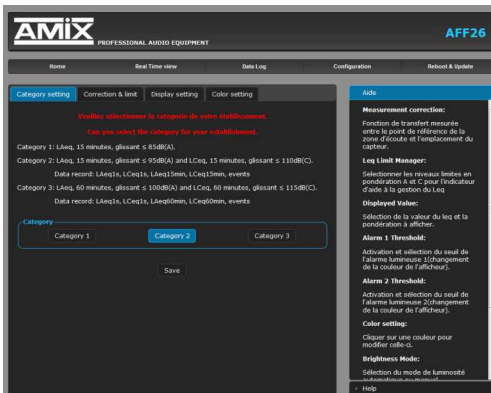 AMiX
PROFESSIONAL AUDIO EQUIPMENT
AFF26
Home Real Time view Data Log Configuration Reboot & Update
Category setting Correction & limit Display setting Color setting
Veuillez sélectionner la catégorie de votre établissement.
Can you select the category for your establishment.
Category 1: LAeq, 15 minutes, glissant ≤ 85dB(A).
Category 2: LAeq, 15 minutes, glissant ≤ 95dB(A) and LCeq, 15 minutes, glissant ≤ 110dB(C).
Data record: LAeq1s, LCeq1s, LAeq15min, LCeq15min, events
Category 3: LAeq, 60 minutes, glissant ≤ 100dB(A) and LCeq, 60 minutes, glissant ≤ 115dB(C).
Data record: LAeq1s, LCeq1s, LAeq60min, LCeq60min, events
Category
Category 1 Category 2 Catagory 3
Save
Aide
Measurement correction:
Fonction de transfert mesurée
entre le point de référence de la
zone d'écoute et l'emplacement du
capteur.
Leq Limit Manager:
Selectionner les niveaux limites en
pondération A et C pour l'indicateur
d'aide à la gestion du Leq
Displayed Value:
Sélection de la valeur du leq et la
pondération à afficher.
Alarm 1 Threshold:
Activation et sélection du seuil de
l'alarme lumineuse 1(changement
de la couleur de l'afficheur).
Alarm 2 Threshold:
Activation et sélection du seuil de
l'alarme lumineuse 2(changement
de la couleur de l'afficheur).
Color setting:
Cliquer sur une couleur pour
modifier celle-ci.
Brightness Mode:
Sélection du mode de luminosité
automatique ou manuel
Help